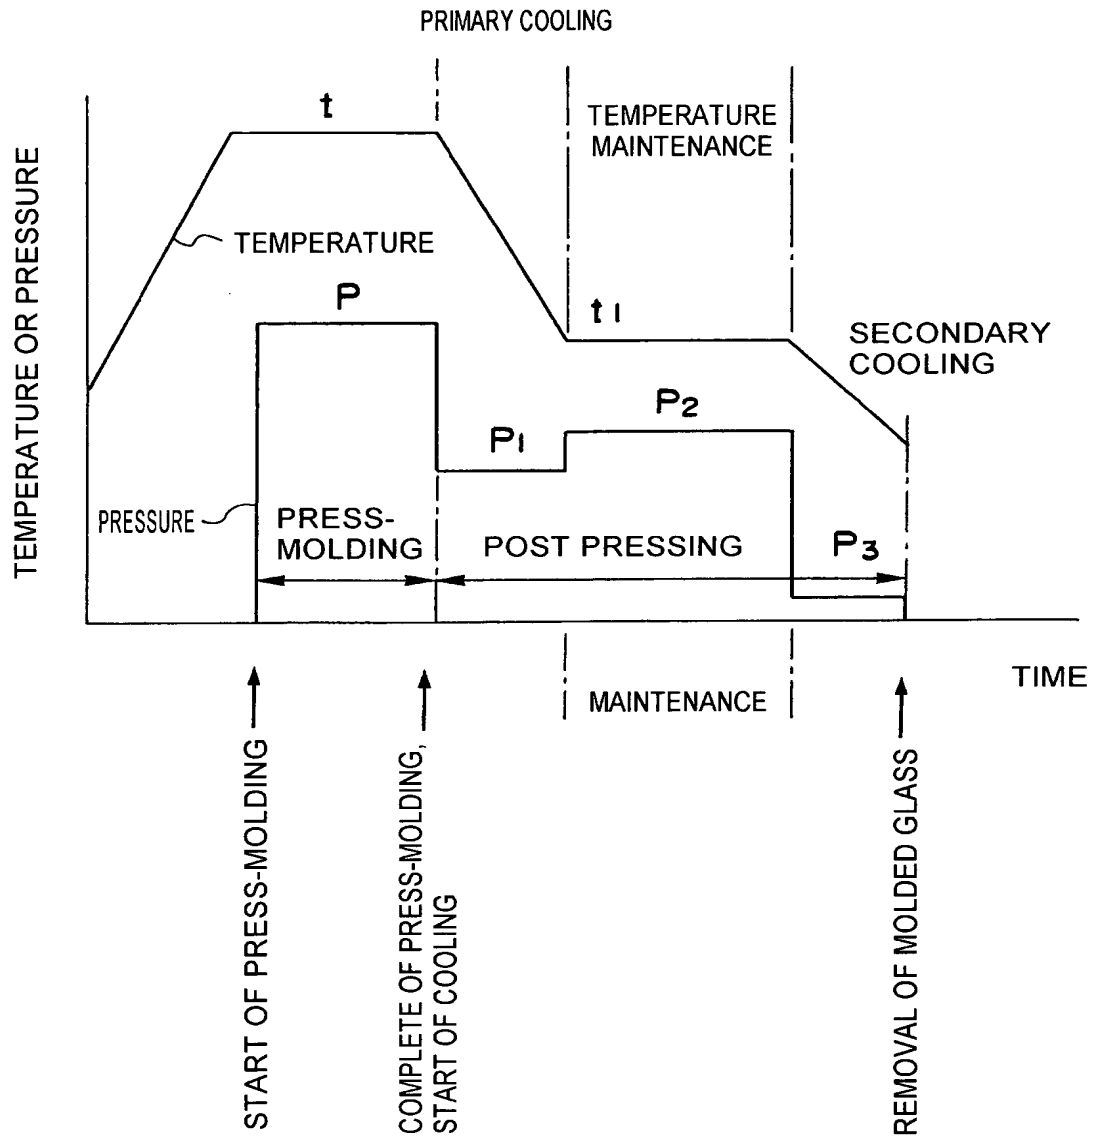 PRIMARY COOLING
t
TEMPERATURE
MAINTENANCE
TEMPERATURE OR PRESSURE
TEMPERATURE
P
t1
SECONDARY
COOLING
P2
P1
PRESSURE
PRESS-
MOLDING
POST PRESSING
P3
TIME
MAINTENANCE
START OF PRESS-MOLDING
COMPLETE OF PRESS-MOLDING,
START OF COOLING
REMOVAL OF MOLDED GLASS